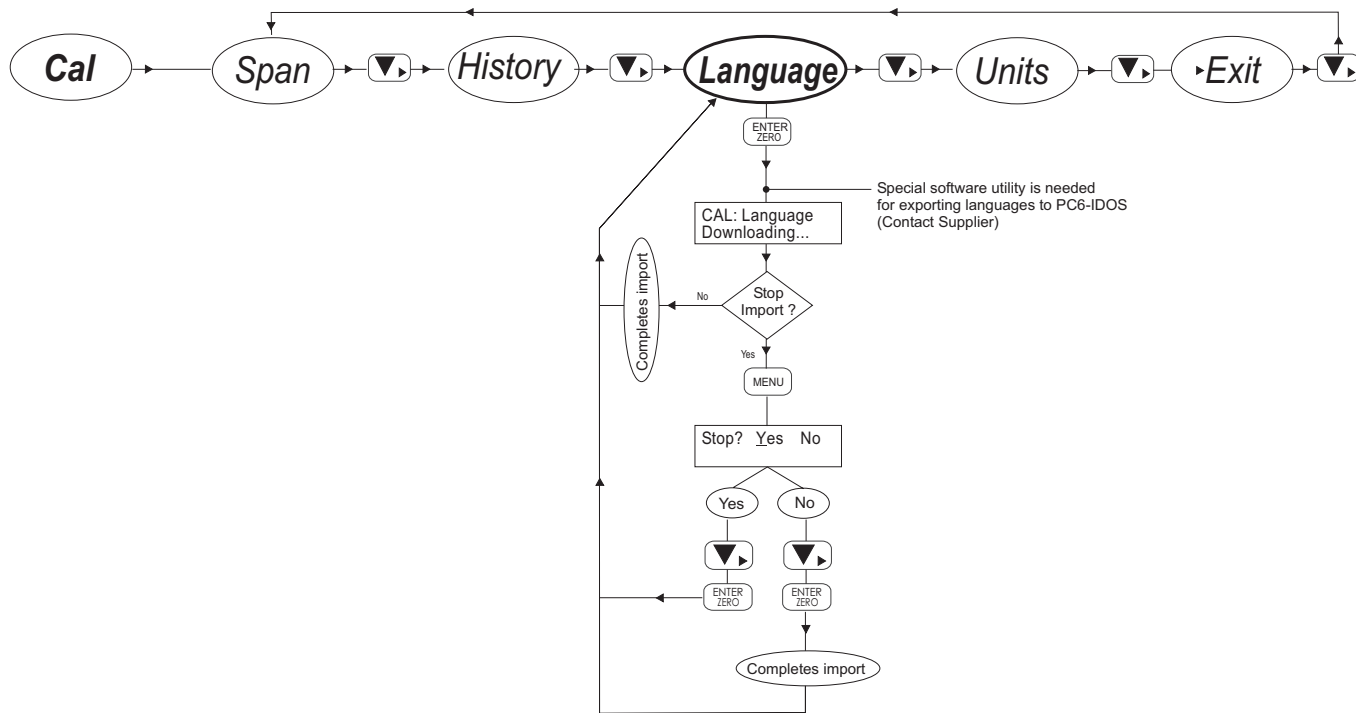 Cal
Span
History
Language
Units
Exit
ENTER
ZERO
Special software utility is needed
for exporting languages to PC6-IDOS
(Contact Supplier)
CAL: Language
Downloading...
Completes import
No
Stop
Import ?
Yes
MENU
Stop? Yes No
Yes
No
ENTER
ZERO
ENTER
ZERO
Completes import